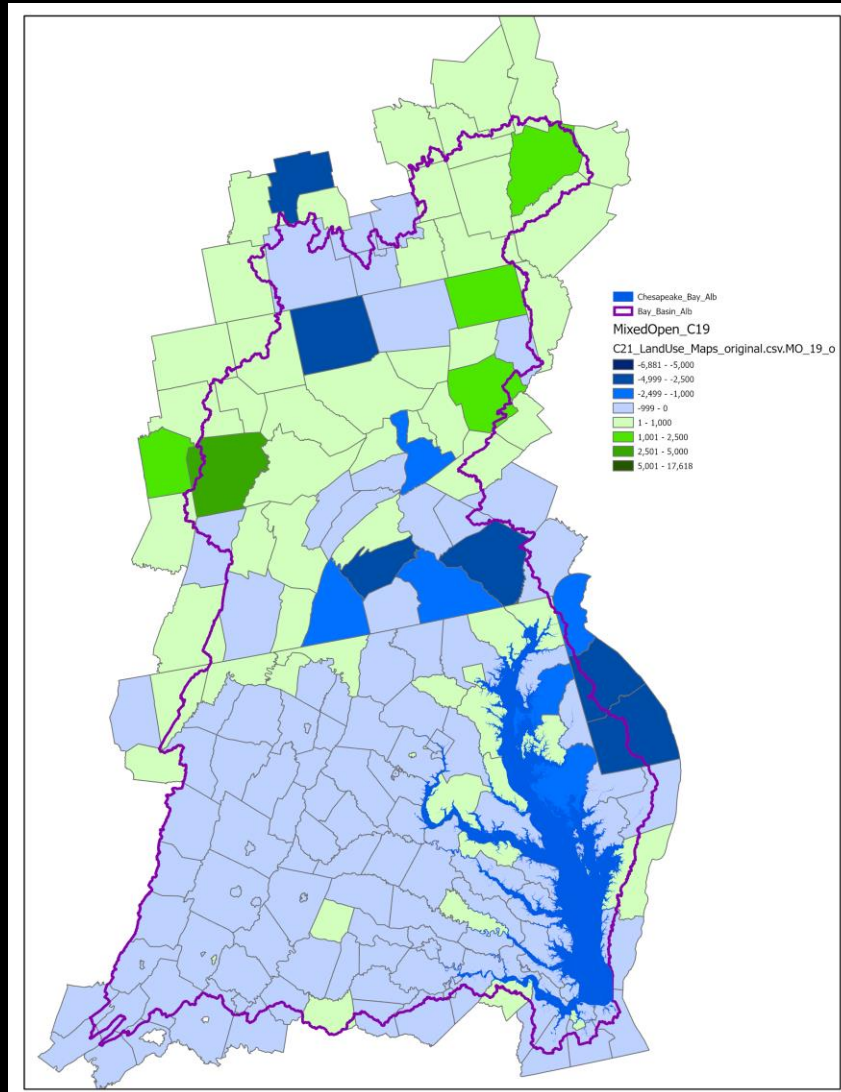 Chesapeake_Bay_Alb
Bay_Basin_Alb
MixedOpen_C19
C21_LandUse_Maps_original.csv.MO_19_o
-6,881 - -5,000
-4,999 - -2,500
-2,499 - -1,000
-999 - 0
1 - 1,000
1,001 - 2,500
2,501 - 5,000
5,001 - 17,618